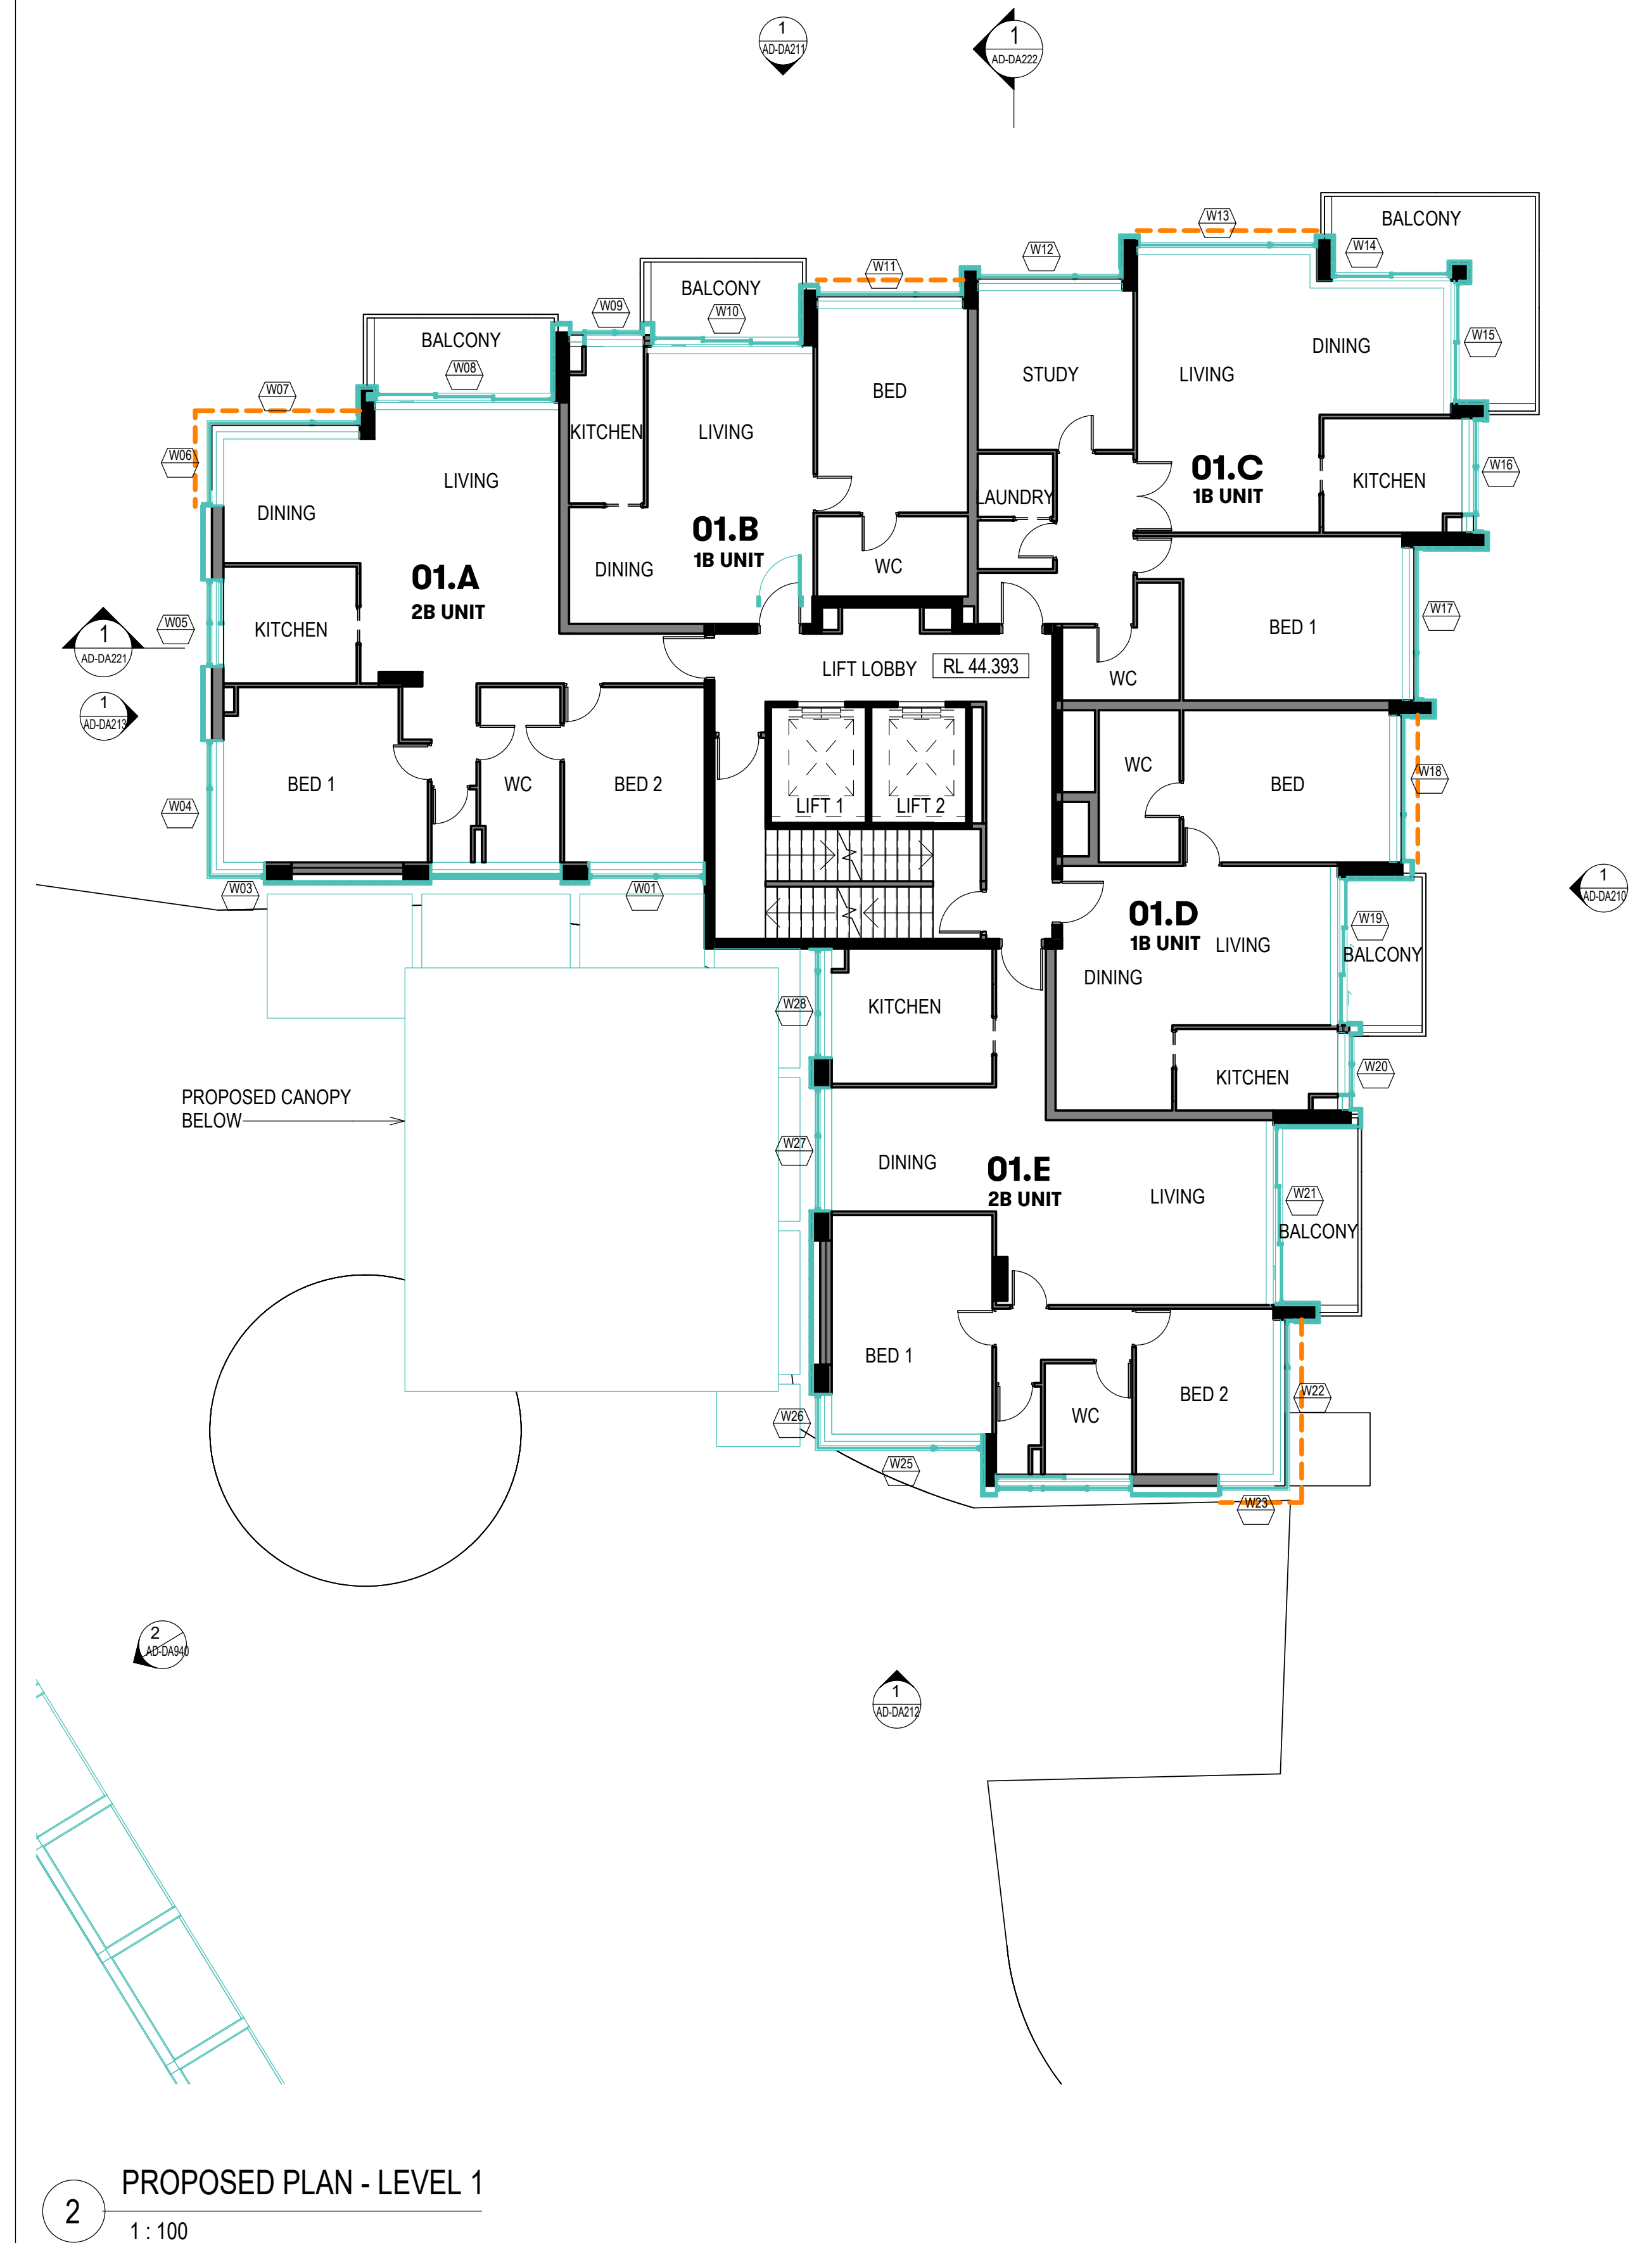 1
AD-DA211
1
AD-DA222
W13
BALCONY
W14
W12
W11
BALCONY
W10
W09
BALCONY
W08
W15
DINING
LIVING
STUDY
BED
W07
KITCHEN
LIVING
W06
LIVING
01.C
1B UNIT
W16
KITCHEN
LAUNDRY
DINING
01.B
1B UNIT
DINING
WC
01.A
2B UNIT
W05
KITCHEN
1
AD-DA221
W17
BED 1
LIFT LOBBY
RL 44.393
WC
1
AD-DA213
BED 1
WC
BED 2
LIFT 1
LIFT 2
WC
BED
W18
W04
W03
W01
1
AD-DA210
01.D
1B UNIT
LIVING
W19
BALCONY
DINING
W28
KITCHEN
KITCHEN
W20
PROPOSED CANOPY
BELOW
W27
DINING
01.E
2B UNIT
LIVING
W21
BALCONY
BED 1
BED 2
W22
WC
W26
W25
W23
2
AD-DA940
1
AD-DA212
2
PROPOSED PLAN - LEVEL 1
1 : 100